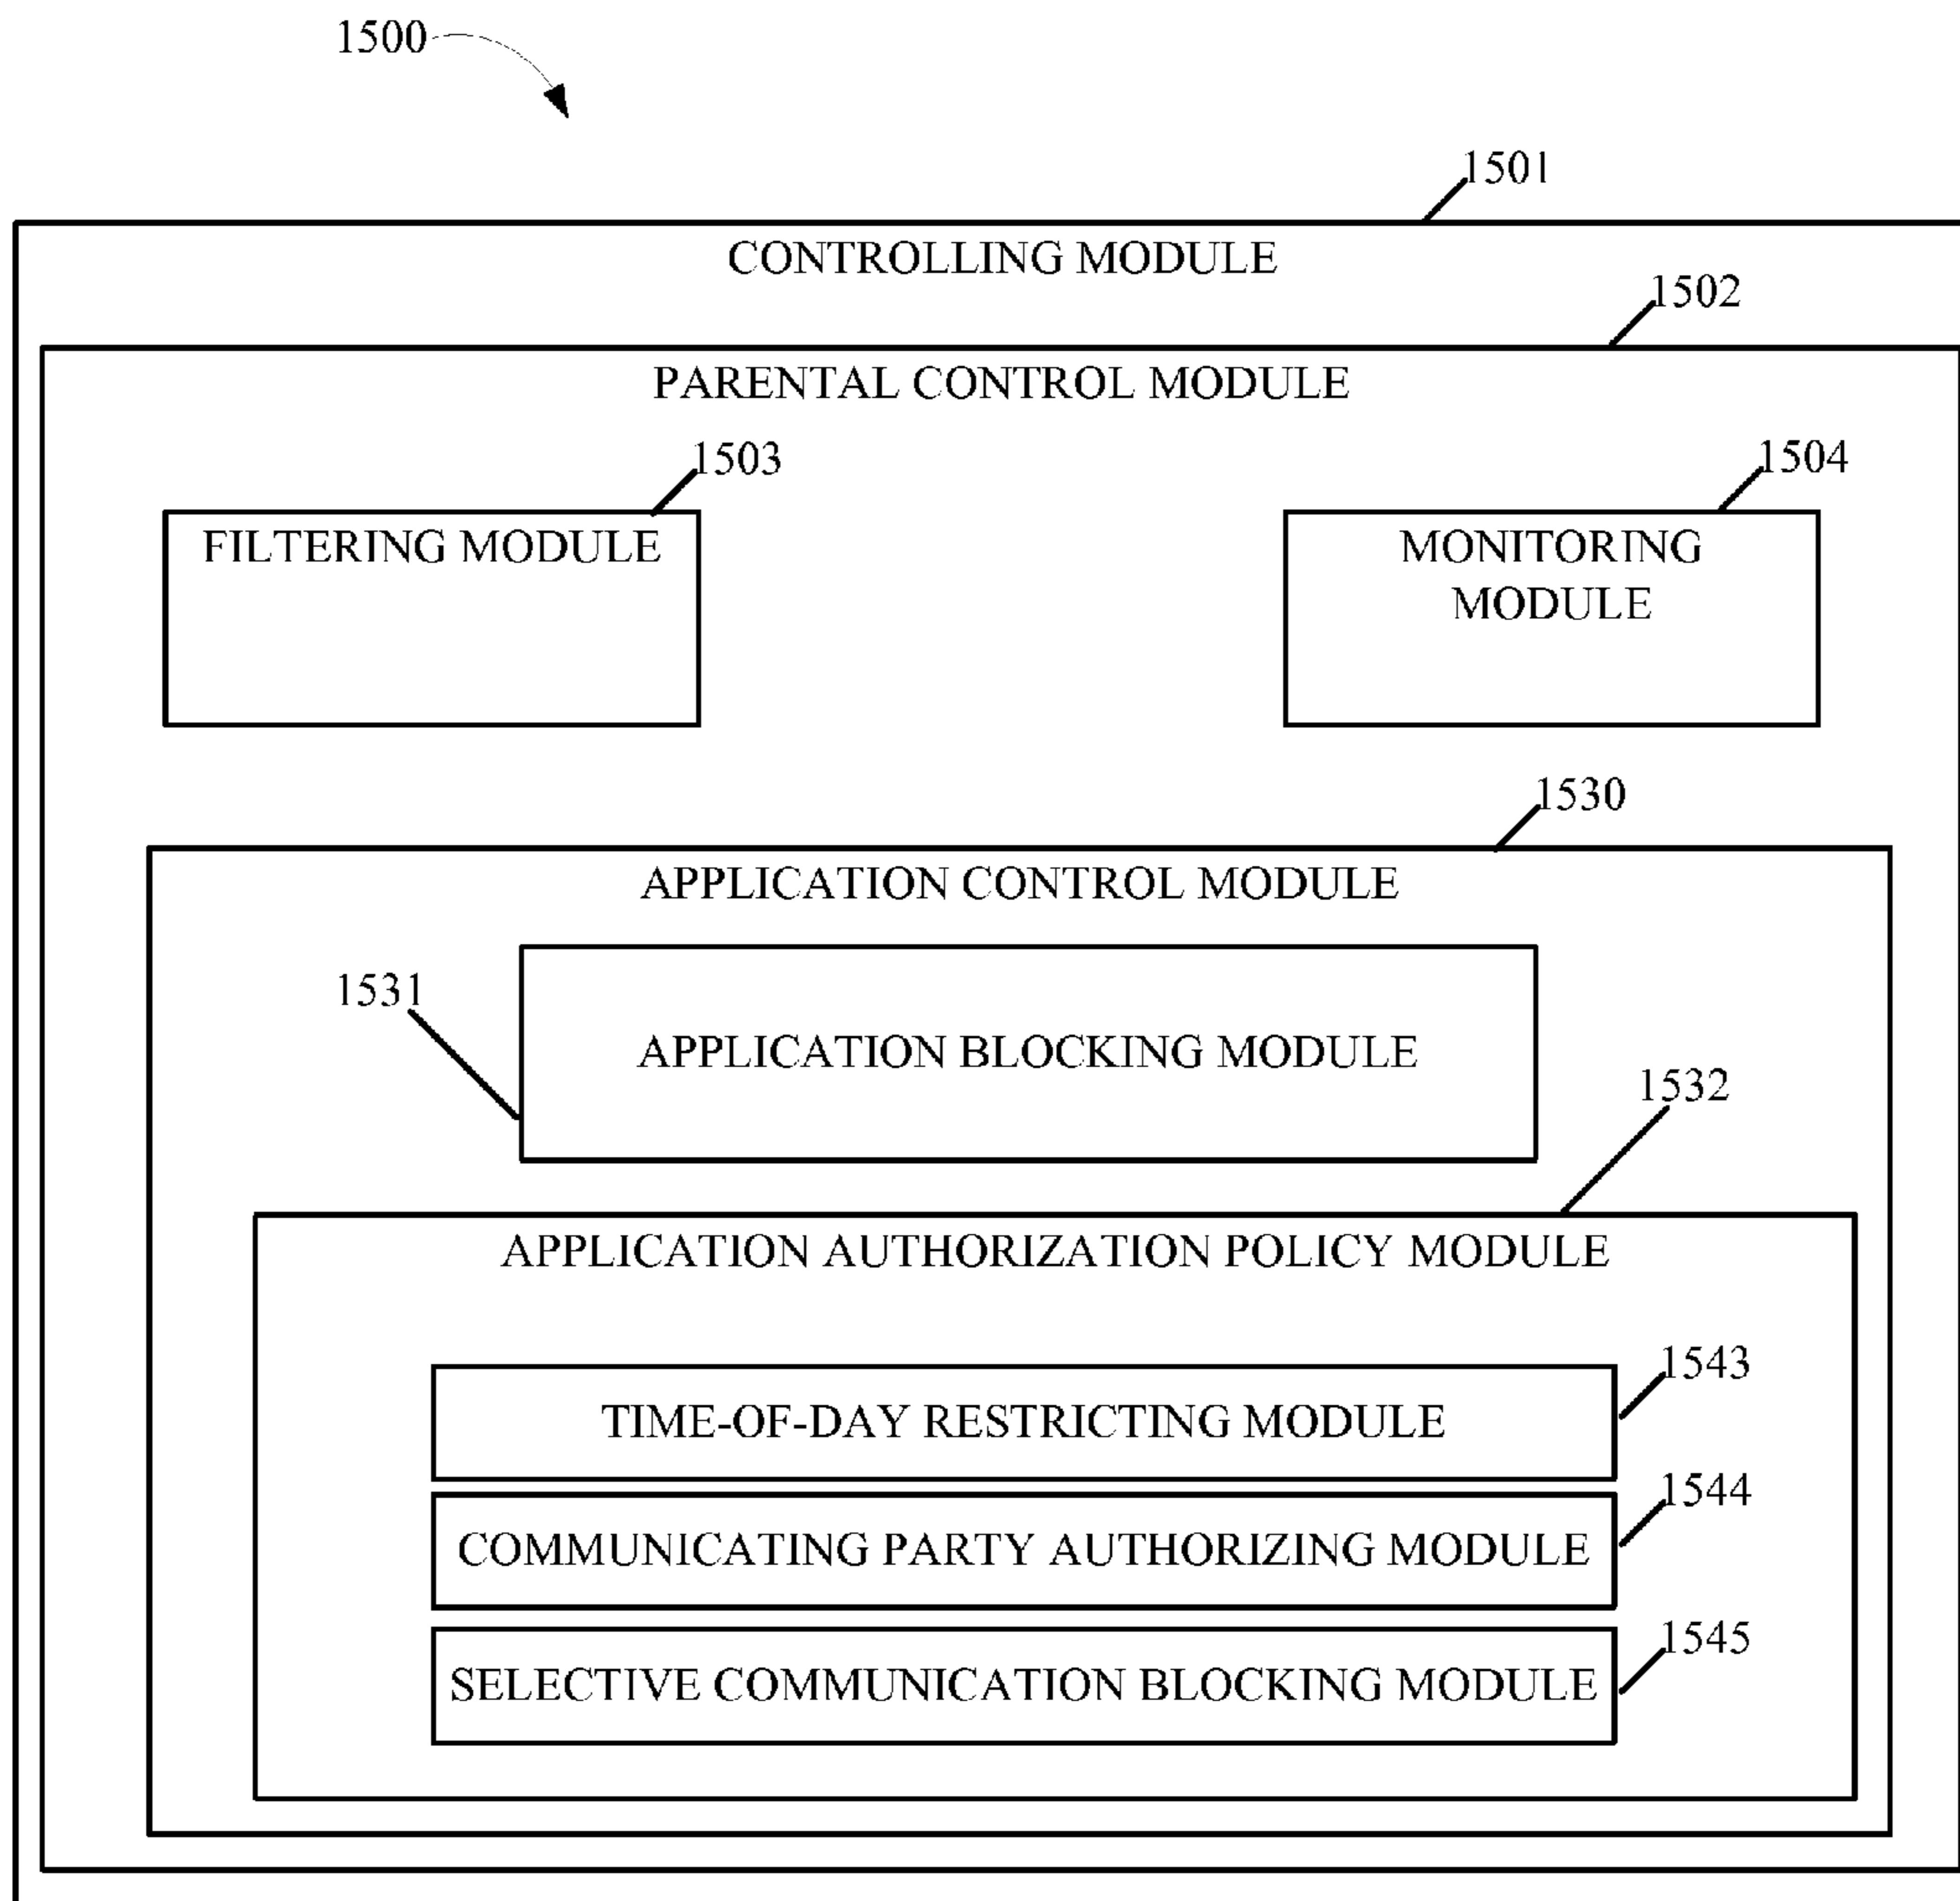 1500
1501
CONTROLLING MODULE
1502
PARENTAL CONTROL MODULE
1503
1504
FILTERING MODULE
MONITORING
MODULE
1530
APPLICATION CONTROL MODULE
1531
APPLICATION BLOCKING MODULE
1532
APPLICATION AUTHORIZATION POLICY MODULE
1543
TIME-OF-DAY RESTRICTING MODULE
1544
COMMUNICATING PARTY AUTHORIZING MODULE
1545
SELECTIVE COMMUNICATION BLOCKING MODULE